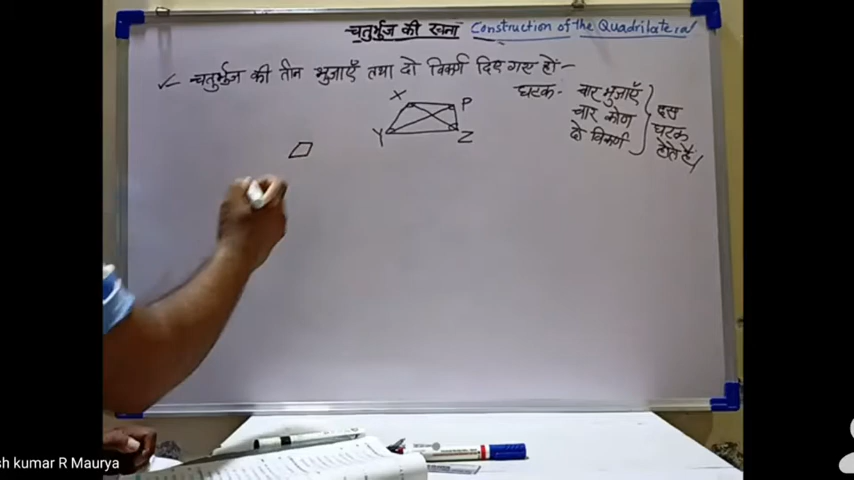 चतुर्भुज की रचना Construction of the Quadrilateral
✓ चतुर्भुज की तीन भुजाएँ तथा दो विकर्ण दिए गए हों-
X
P
Y
Z
घटक- चार भुजाएँ
चार कोण
दो विकर्ण
दस
घटक
होते हैं।
sh kumar R Maurya